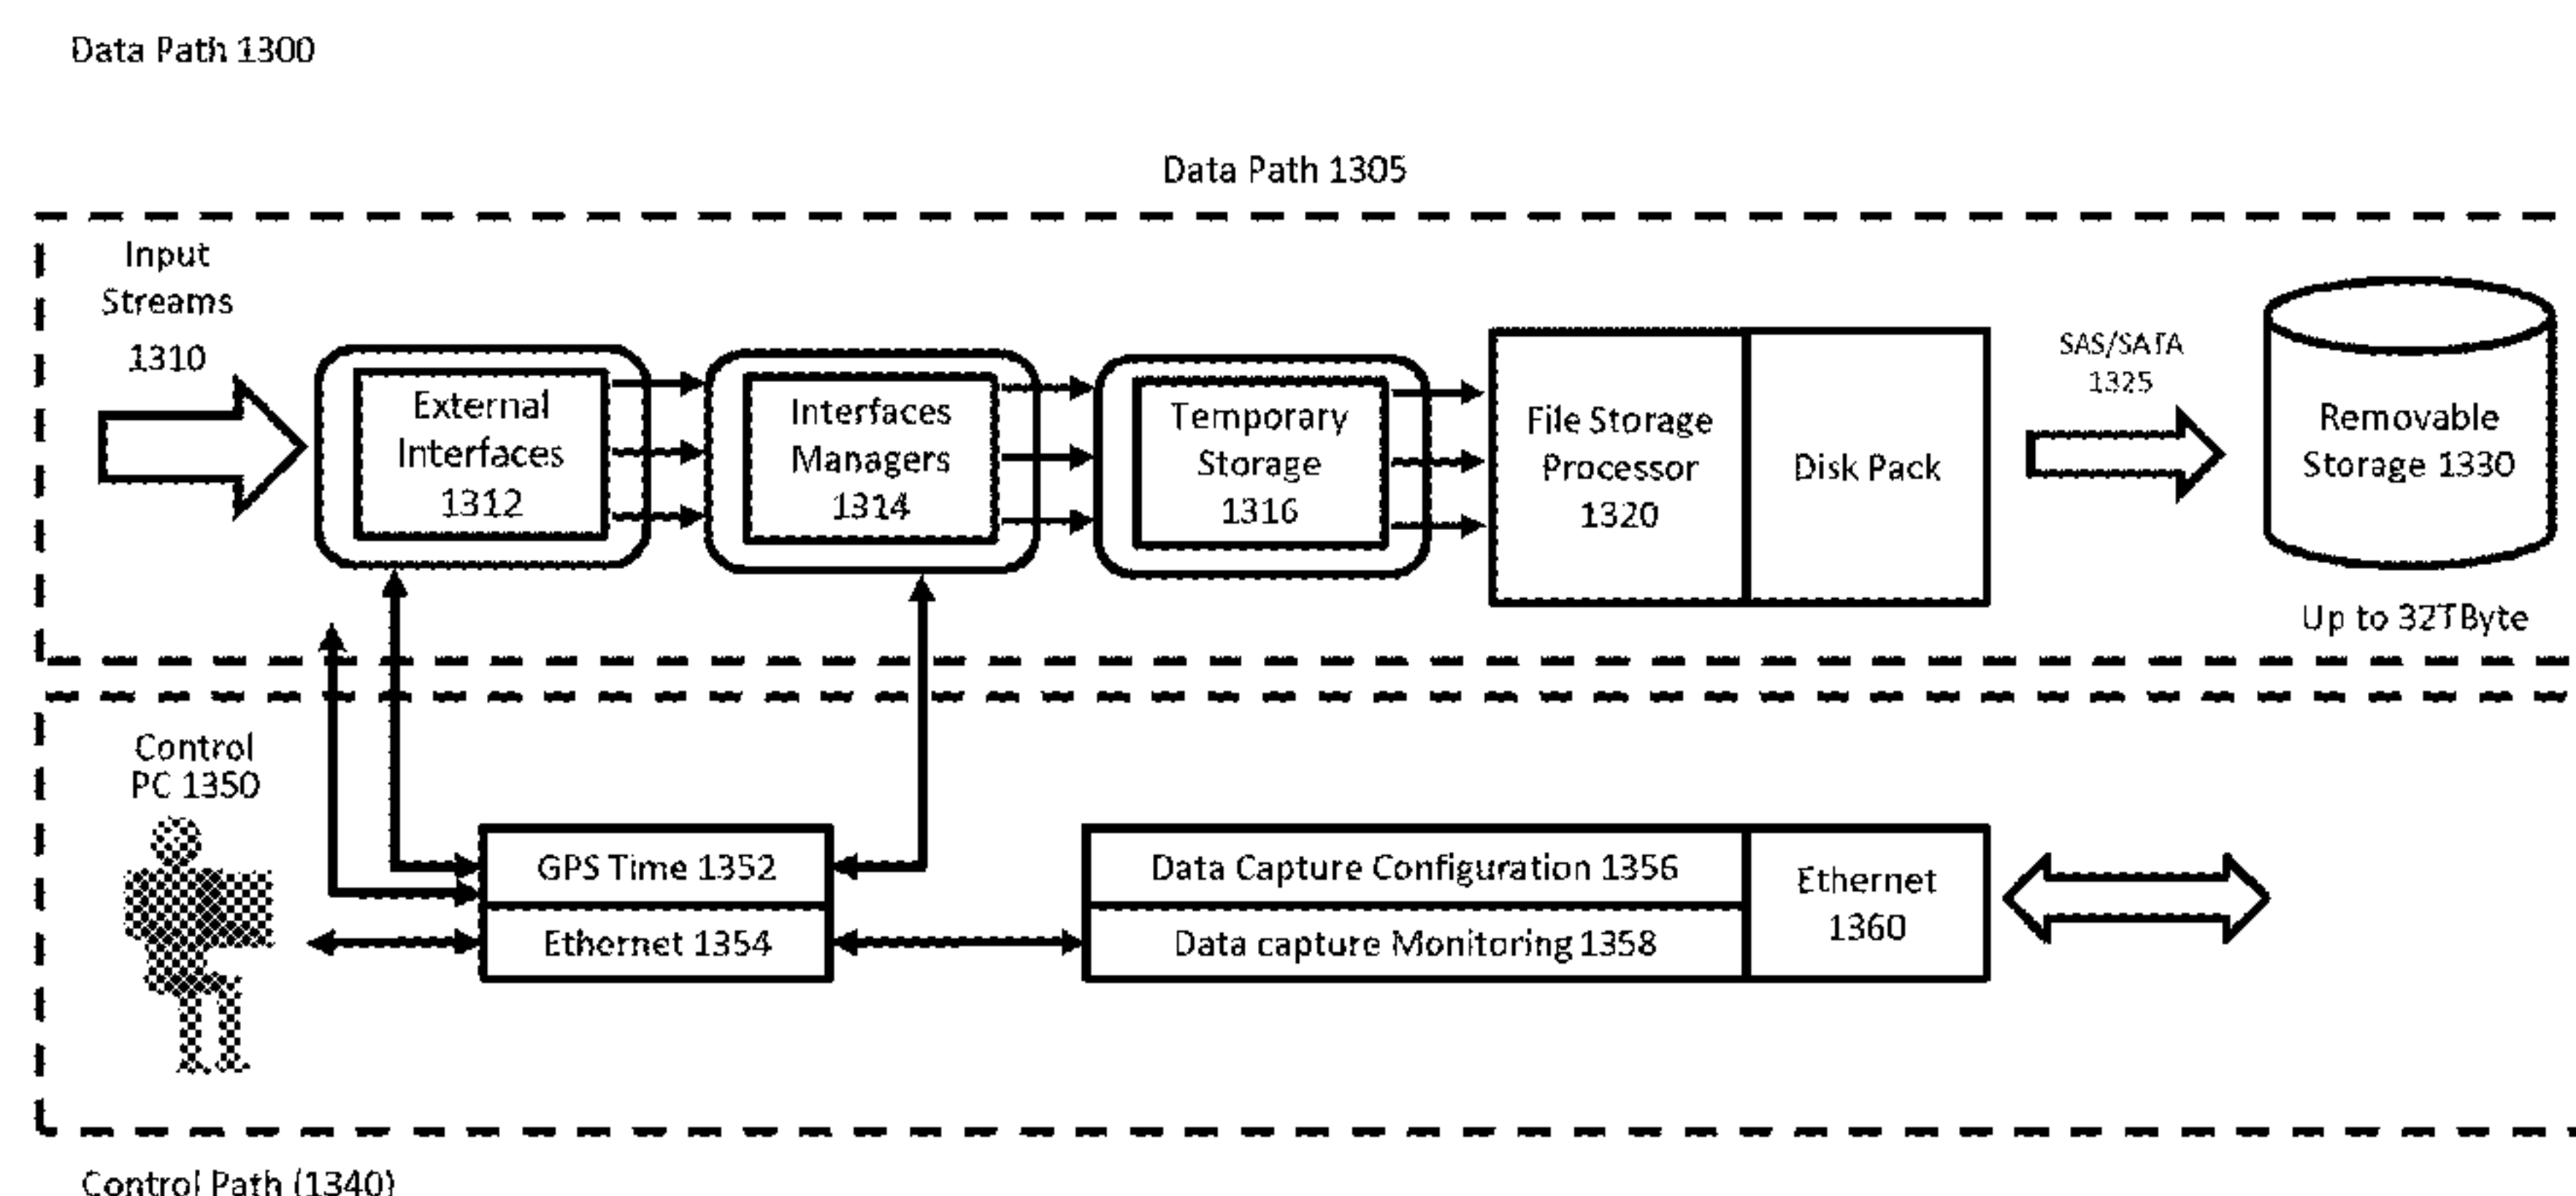 Data Path 1300
Data Path 1305
Input
Streams
1310
External
Interfaces
1312
Interfaces
Managers
1314
Temporary
Storage
1316
File Storage
Processor
1320
Disk Pack
SAS/SATA
1325
Removable
Storage 1330
Up to 32TByte
Control
PC 1350
GPS Time 1352
Ethernet 1354
Data Capture Configuration 1356
Data capture Monitoring 1358
Ethernet
1360
Control Path (1340)